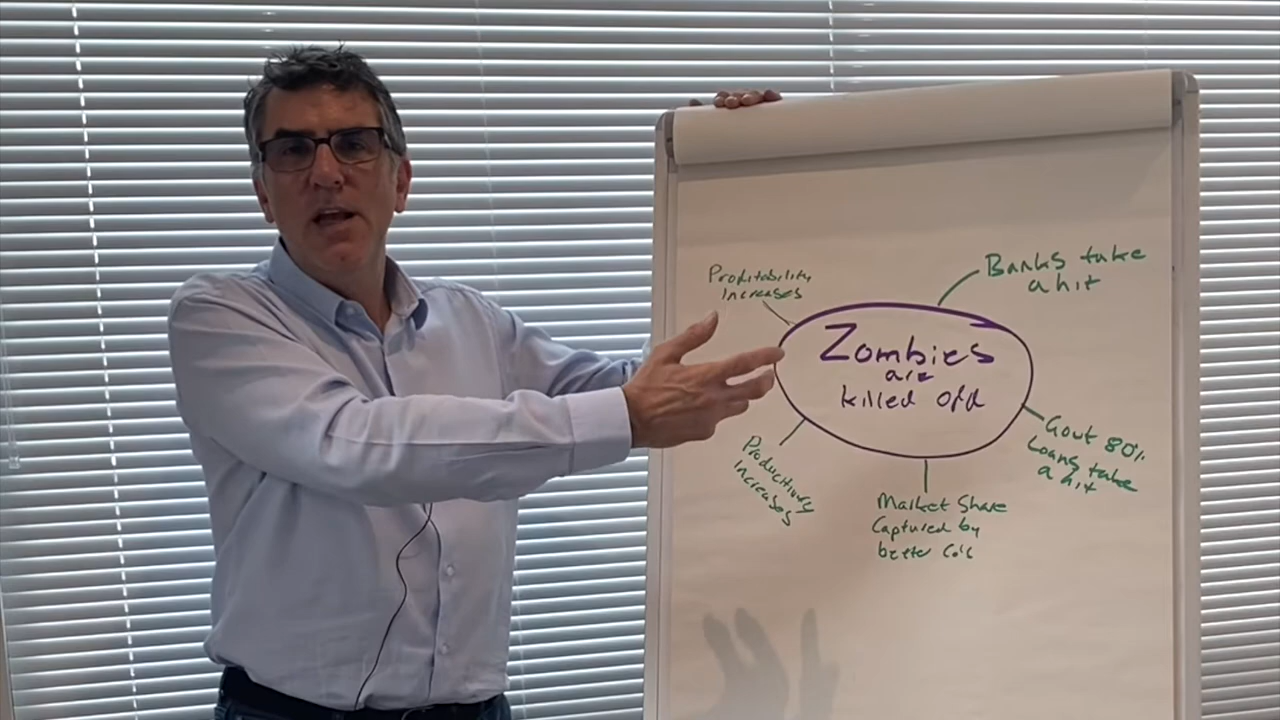 Profitability
increases
Banks take
a hit
Zombies
are
killed off
Govt 80%
Loans take
a hit
Productivity
increases
Market Share
Captured by
better Co's